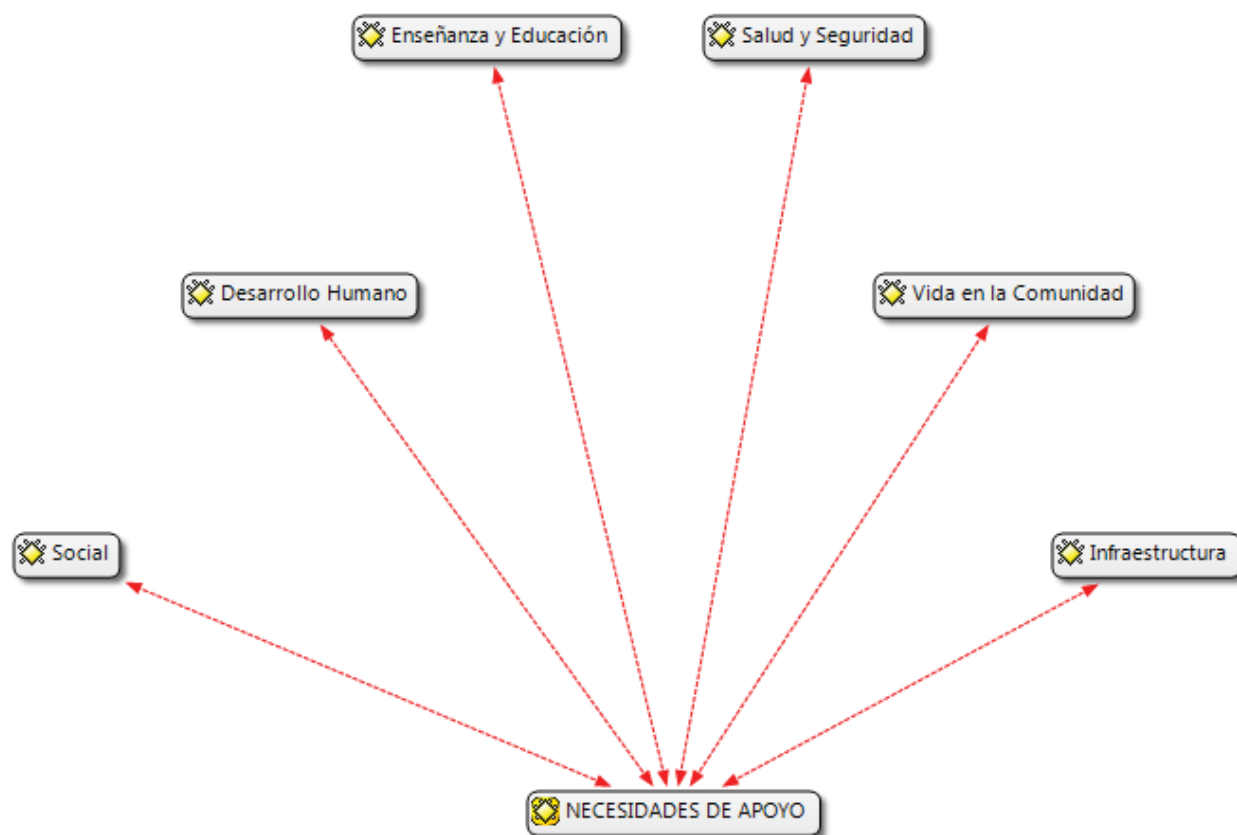 Enseñanza y Educación
Salud y Seguridad
Desarrollo Humano
Vida en la Comunidad
Social
Infraestructura
NECESIDADES DE APOYO